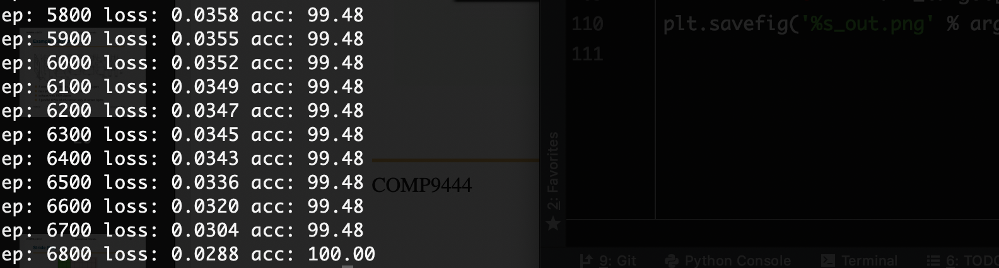 ep: 5800 loss: 0.0358 acc: 99.48
ep: 5900 loss: 0.0355 acc: 99.48
ep: 6000 loss: 0.0352 acc: 99.48
ep: 6100 loss: 0.0349 acc: 99.48
ep: 6200 loss: 0.0347 acc: 99.48
ep: 6300 loss: 0.0345 acc: 99.48
ep: 6400 loss: 0.0343 acc: 99.48
ep: 6500 loss: 0.0336 acc: 99.48
ep: 6600 loss: 0.0320 acc: 99.48
ep: 6700 loss: 0.0304 acc: 99.48
ep: 6800 loss: 0.0288 acc: 100.00
COMP9444
2: Favorites
110 plt.savefig('%s_out.png' % arg
111
9: Git Python Console Terminal 6: TODO